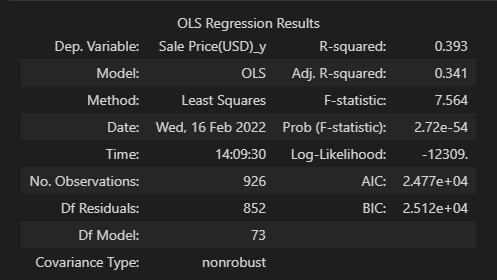 OLS Regression Results
Dep. Variable: Sale Price(USD)_y R-squared: 0.393
Model: OLS Adj. R-squared: 0.341
Method: Least Squares F-statistic: 7.564
Date: Wed, 16 Feb 2022 Prob (F-statistic): 2.72e-54
Time: 14:09:30 Log-Likelihood: -12309.
No. Observations: 926 AIC: 2.477e+04
Df Residuals: 852 BIC: 2.512e+04
Df Model: 73
Covariance Type: nonrobust